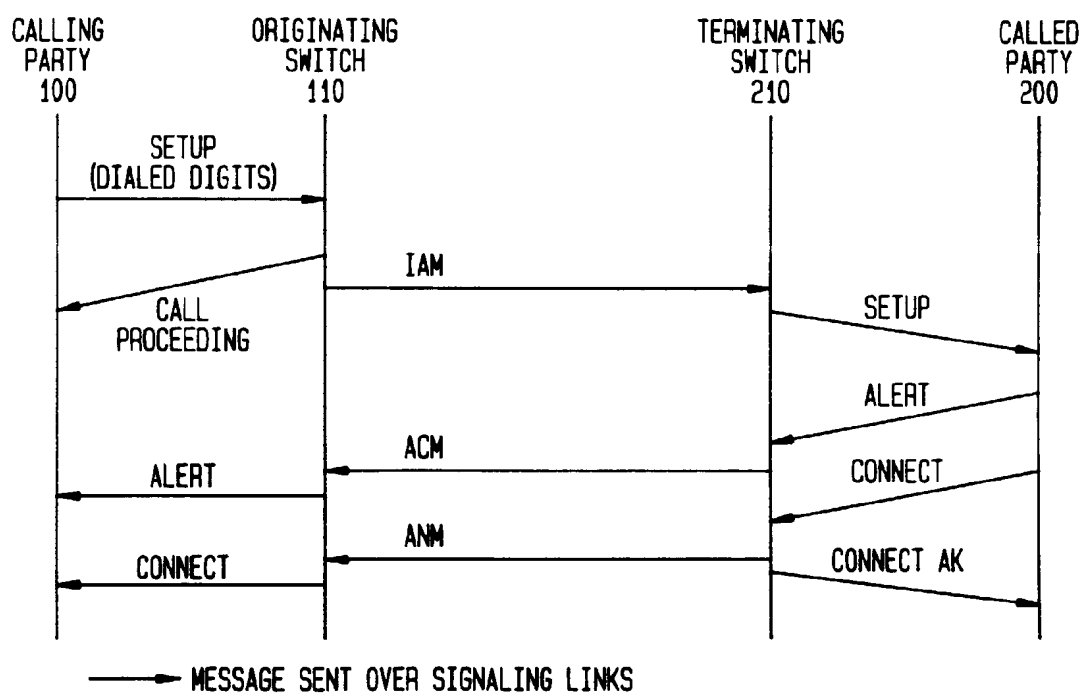 CALLING
PARTY
100
ORIGINATING
SWITCH
110
TERMINATING
SWITCH
210
CALLED
PARTY
200
SETUP
(DIALED DIGITS)
IAM
CALL
PROCEEDING
SETUP
ALERT
ACM
ALERT
CONNECT
ANM
CONNECT
CONNECT AK
MESSAGE SENT OVER SIGNALING LINKS